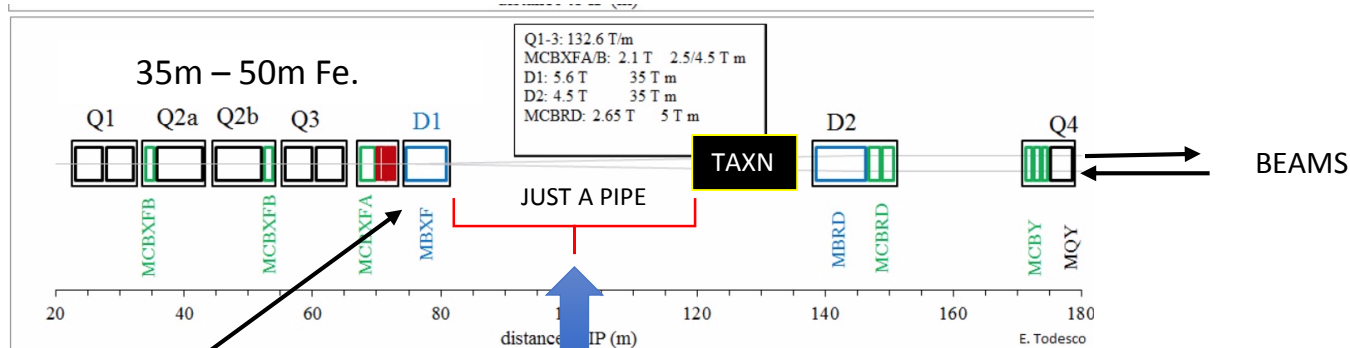 Q1-3: 132.6 T/m
MCBXFA/B: 2.1 T 2.5/4.5 T m
D1: 5.6 T 35 T m
D2: 4.5 T 35 T m
MCBRD: 2.65 T 5 T m
35m – 50m Fe.
Q1 Q2a Q2b Q3 D1 D2 Q4
TAXN
BEAMS
JUST A PIPE
MCBXFB MCBXFB MCBXFA MBXF MBRD MCBRD MCBY MQY
20 40 60 80 120 140 160 180
distance IP (m)
E. Todesco